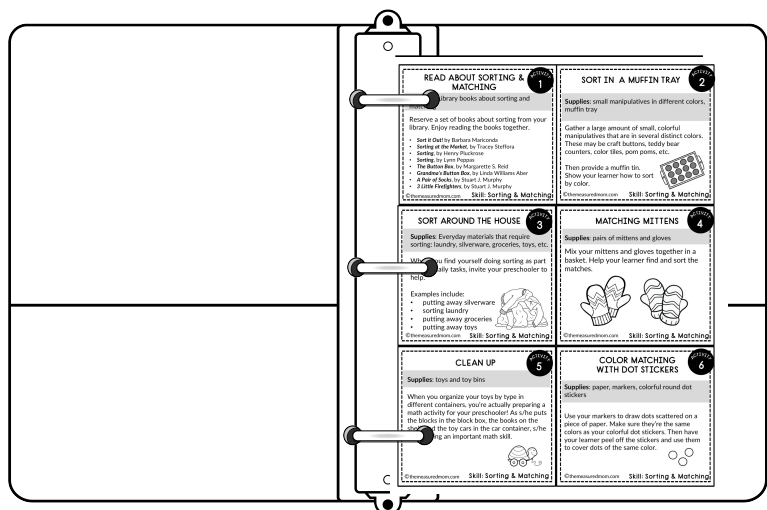 READ ABOUT SORTING &
MATCHING
ACTIVITY
1
library books about sorting and
Reserve a set of books about sorting from your
library. Enjoy reading the books together.
• Sort it Out! by Barbara Mariconda
• Sorting at the Market, by Tracey Steffora
• Sorting, by Henry Pluckrose
• Sorting, by Lynn Peppas
• The Button Box, by Margarette S. Reid
• Grandma's Button Box, by Linda Williams Aber
• A Pair of Socks, by Stuart J. Murphy
• 3 Little Firefighters, by Stuart J. Murphy
©themeasuredmom.com Skill: Sorting & Matching
SORT IN A MUFFIN TRAY
ACTIVITY
2
Supplies: small manipulatives in different colors,
muffin tray
Gather a large amount of small, colorful
manipulatives that are in several distinct colors.
These may be craft buttons, teddy bear
counters, color tiles, pom poms, etc.
Then provide a muffin tin.
Show your learner how to sort
by color.
©themeasuredmom.com Skill: Sorting & Matching
SORT AROUND THE HOUSE
ACTIVITY
3
Supplies: Everyday materials that require
sorting: laundry, silverware, groceries, toys, etc.
you find yourself doing sorting as part
daily tasks, invite your preschooler to
help.
Examples include:
• putting away silverware
• sorting laundry
• putting away groceries
• putting away toys
©themeasuredmom.com Skill: Sorting & Matching
MATCHING MITTENS
ACTIVITY
4
Supplies: pairs of mittens and gloves
Mix your mittens and gloves together in a
basket. Help your learner find and sort the
matches.
©themeasuredmom.com Skill: Sorting & Matching
CLEAN UP
ACTIVITY
5
Supplies: toys and toy bins
When you organize your toys by type in
different containers, you're actually preparing a
math activity for your preschooler! As s/he puts
the blocks in the block box, the books on the
the toy cars in the car container, s/he
an important math skill.
©themeasuredmom.com Skill: Sorting & Matching
COLOR MATCHING
WITH DOT STICKERS
ACTIVITY
6
Supplies: paper, markers, colorful round dot
stickers
Use your markers to draw dots scattered on a
piece of paper. Make sure they're the same
colors as your colorful dot stickers. Then have
your learner peel off the stickers and use them
to cover dots of the same color.
©themeasuredmom.com Skill: Sorting & Matching